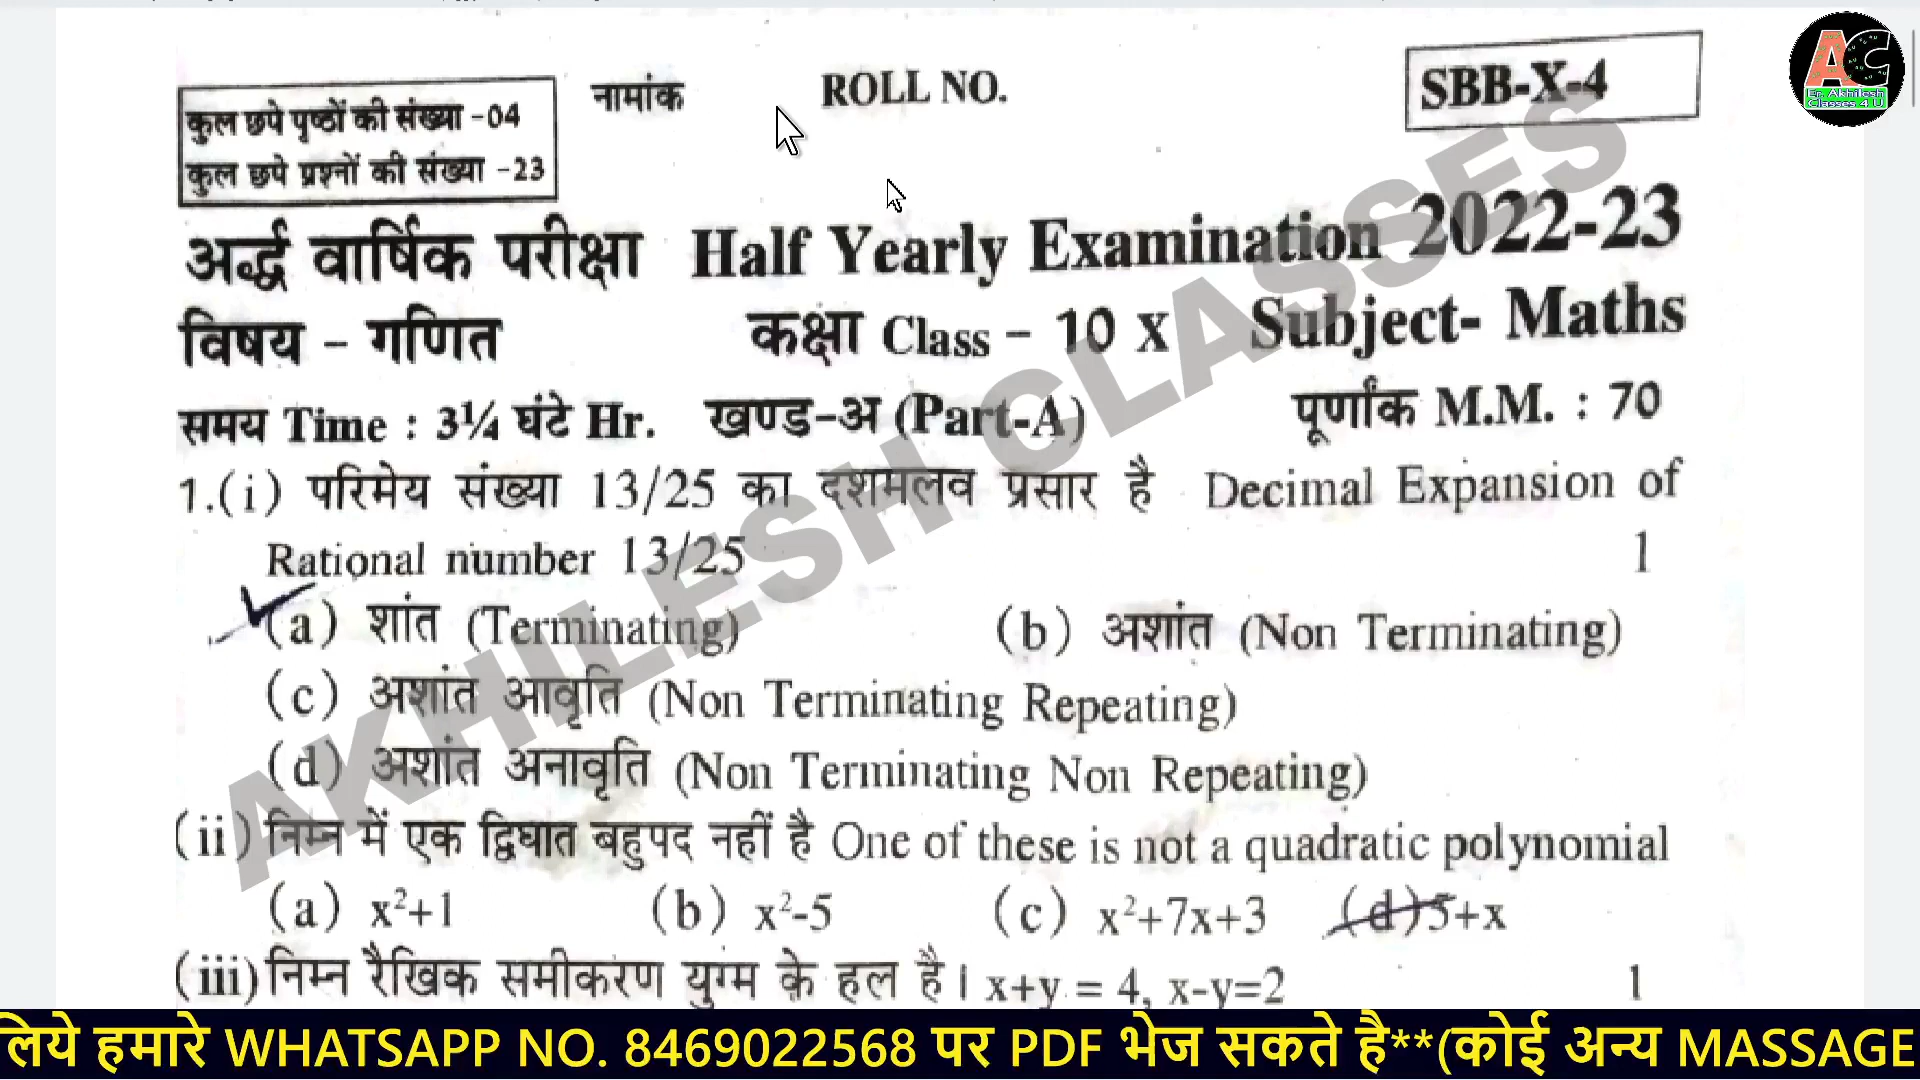 कुल छपे पृष्ठों की संख्या -04
कुल छपे प्रश्नों की संख्या -23
नामांक ROLL NO.
SBB-X-4
AC
Er. Akhilesh
Classes 4 U
अर्द्ध वार्षिक परीक्षा Half Yearly Examination 2022-23
विषय - गणित कक्षा Class - 10 X Subject- Maths
समय Time : 3¼ घंटे Hr. खण्ड-अ (Part-A) पूर्णांक M.M. : 70
1.(i) परिमेय संख्या 13/25 का दशमलव प्रसार है Decimal Expansion of
Rational number 13/25 1
(a) शांत (Terminating) (b) अशांत (Non Terminating)
(c) अशांत आवृति (Non Terminating Repeating)
(d) अशांत अनावृति (Non Terminating Non Repeating)
(ii) निम्न में एक द्विघात बहुपद नहीं है One of these is not a quadratic polynomial
(a) x²+1 (b) x²-5 (c) x²+7x+3 (d) 5+x
(iii) निम्न रैखिक समीकरण युग्म के हल है। x+y = 4, x-y=2 1
AKHILESH CLASSES
लिये हमारे WHATSAPP NO. 8469022568 पर PDF भेज सकते है**(कोई अन्य MASSAGE